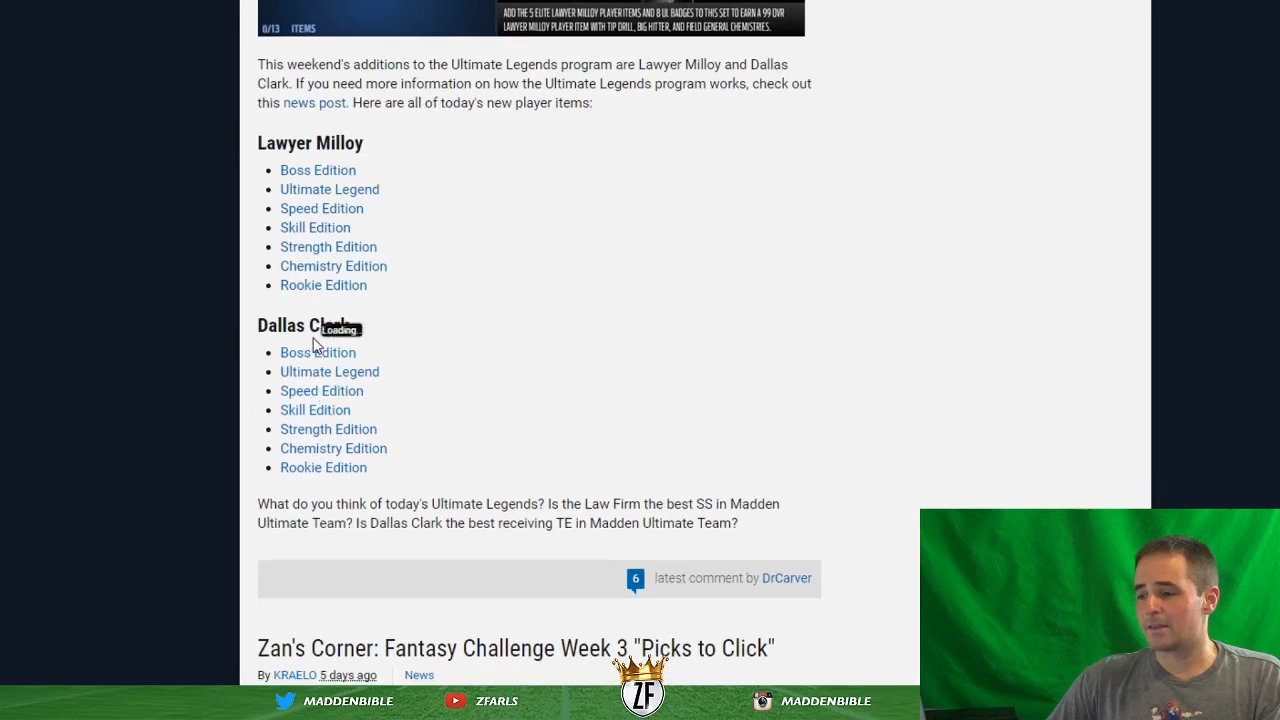 ADD THE 5 ELITE LAWYER MILLOY PLAYER ITEMS AND 8 UL BADGES TO THIS SET TO EARN A 99 OVR
0/13 ITEMS
LAWYER MILLOY PLAYER ITEM WITH TIP DRILL, BIG HITTER, AND FIELD GENERAL CHEMISTRIES.
This weekend's additions to the Ultimate Legends program are Lawyer Milloy and Dallas
Clark. If you need more information on how the Ultimate Legends program works, check out
this news post. Here are all of today's new player items:
Lawyer Milloy
• Boss Edition
• Ultimate Legend
• Speed Edition
• Skill Edition
• Strength Edition
• Chemistry Edition
• Rookie Edition
Dallas Clark
Loading...
• Boss Edition
• Ultimate Legend
• Speed Edition
• Skill Edition
• Strength Edition
• Chemistry Edition
• Rookie Edition
What do you think of today's Ultimate Legends? Is the Law Firm the best SS in Madden
Ultimate Team? Is Dallas Clark the best receiving TE in Madden Ultimate Team?
6 latest comment by DrCarver
Zan's Corner: Fantasy Challenge Week 3 "Picks to Click"
By KRAELO 5 days ago News
MADDENBIBLE ZFARLS ZF MADDENBIBLE